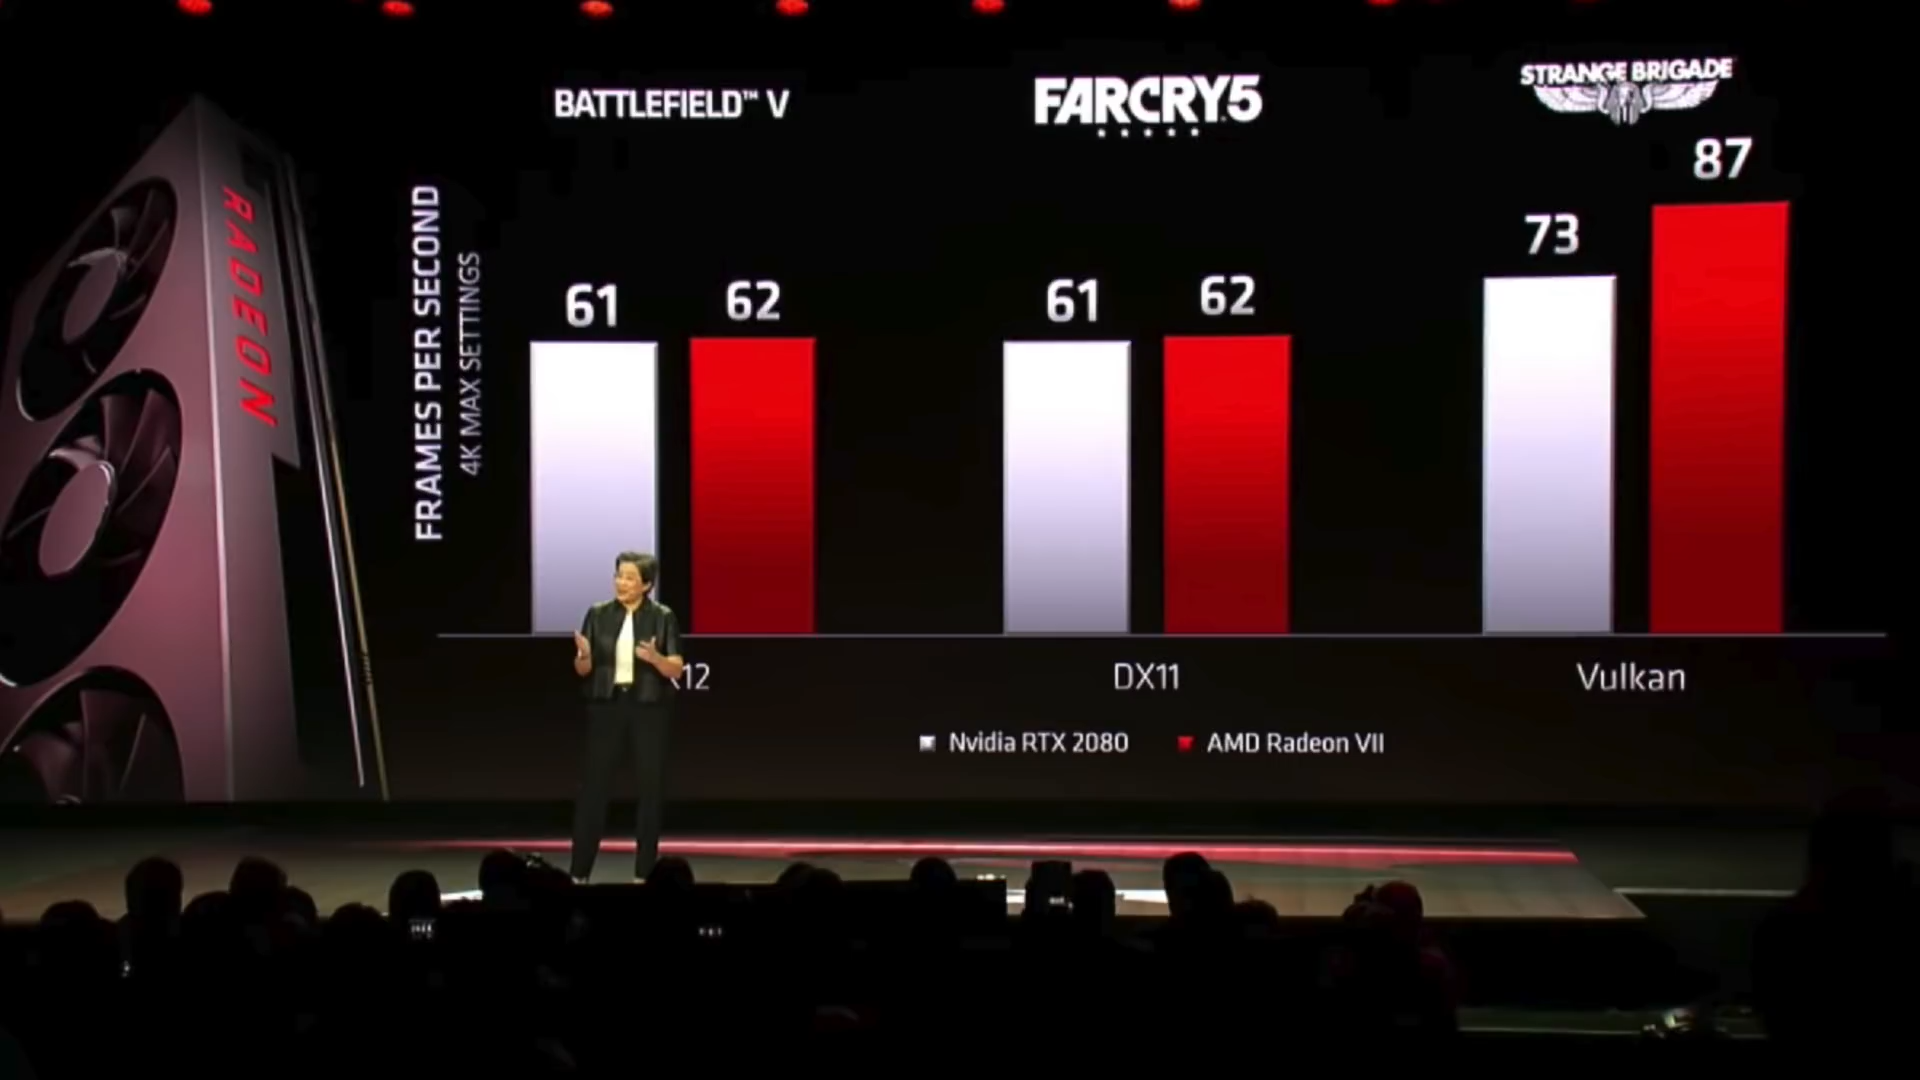 RADEON
BATTLEFIELD™ V
FARCRY5
STRANGE BRIGADE
FRAMES PER SECOND
4K MAX SETTINGS
61
62
61
62
73
87
12
DX11
Vulkan
Nvidia RTX 2080
AMD Radeon VII